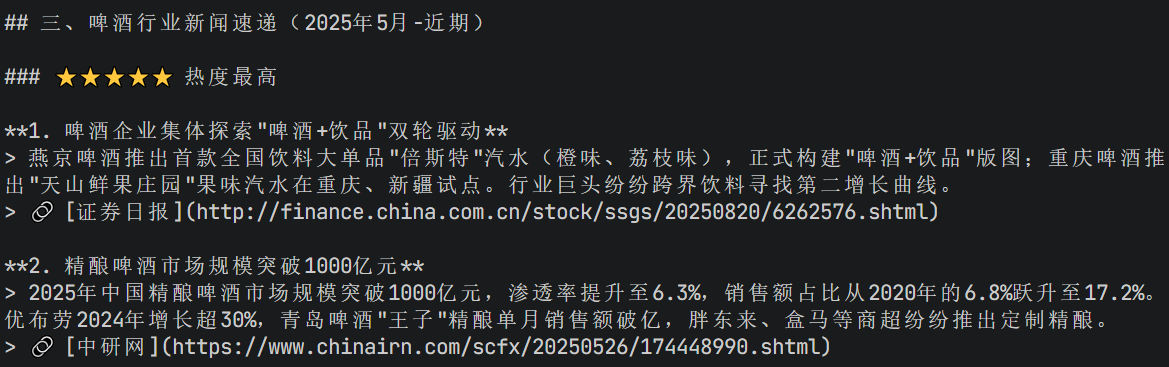 ## 三、啤酒行业新闻速递（2025年5月-近期）
### ⭐⭐⭐⭐⭐ 热度最高
**1. 啤酒企业集体探索"啤酒+饮品"双轮驱动**
> 燕京啤酒推出首款全国饮料大单品"倍斯特"汽水（橙味、荔枝味），正式构建"啤酒+饮品"版图；重庆啤酒推
出"天山鲜果庄园"果味汽水在重庆、新疆试点。行业巨头纷纷跨界饮料寻找第二增长曲线。
> 🔗 [证券日报](http://finance.china.com.cn/stock/ssgs/20250820/6262576.shtml)
**2. 精酿啤酒市场规模突破1000亿元**
> 2025年中国精酿啤酒市场规模突破1000亿元，渗透率提升至6.3%，销售额占比从2020年的6.8%跃升至17.2%。
优布劳2024年增长超30%，青岛啤酒"王子"精酿单月销售额破亿，胖东来、盒马等商超纷纷推出定制精酿。
> 🔗 [中研网](https://www.chinairn.com/scfx/20250526/174448990.shtml)